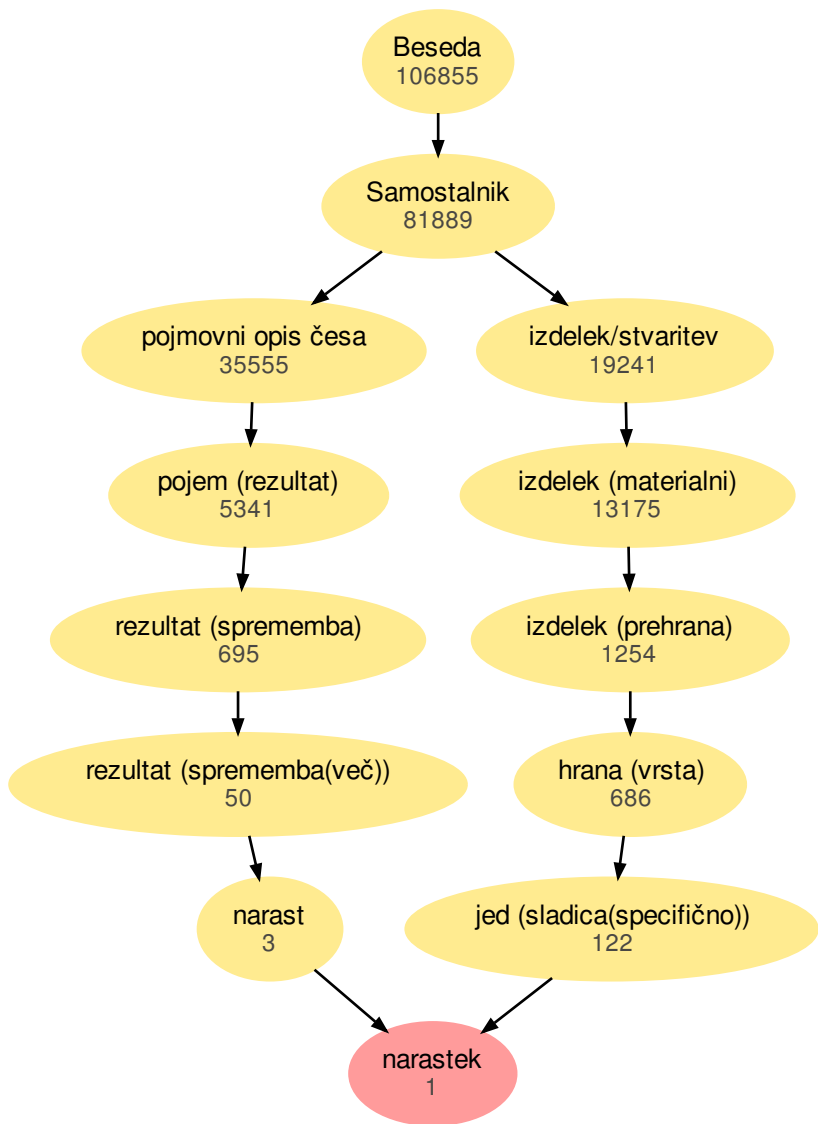 Beseda
106855
Samostalnik
81889
pojmovni opis česa
35555
izdelek/stvaritev
19241
pojem (rezultat)
5341
izdelek (materialni)
13175
rezultat (sprememba)
695
izdelek (prehrana)
1254
rezultat (sprememba(več))
50
hrana (vrsta)
686
narast
3
jed (sladica(specifično))
122
narastek
1